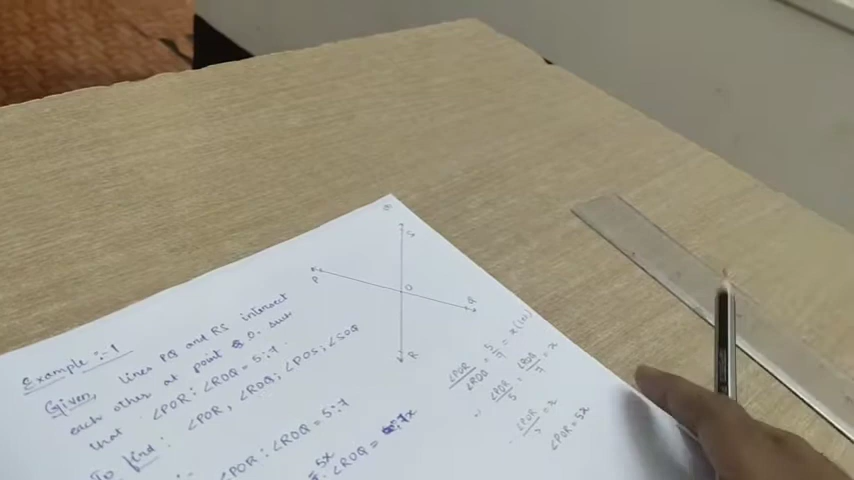 Example :- 1
Given, Lines PQ and RS intersect
each other at point O. Such
that ∠POR : ∠ROQ = 5:7.
To find ∠POR, ∠ROQ, ∠POS, ∠SOQ
∠POR : ∠ROQ = 5:7
5x
∠ROQ = 7x
S
P
O
Q
R
∠POR/∠ROQ = 5/7 = x
∠POR/5 = ∠ROR/7 = x
∠POR/5 = x
∠POR = 5x